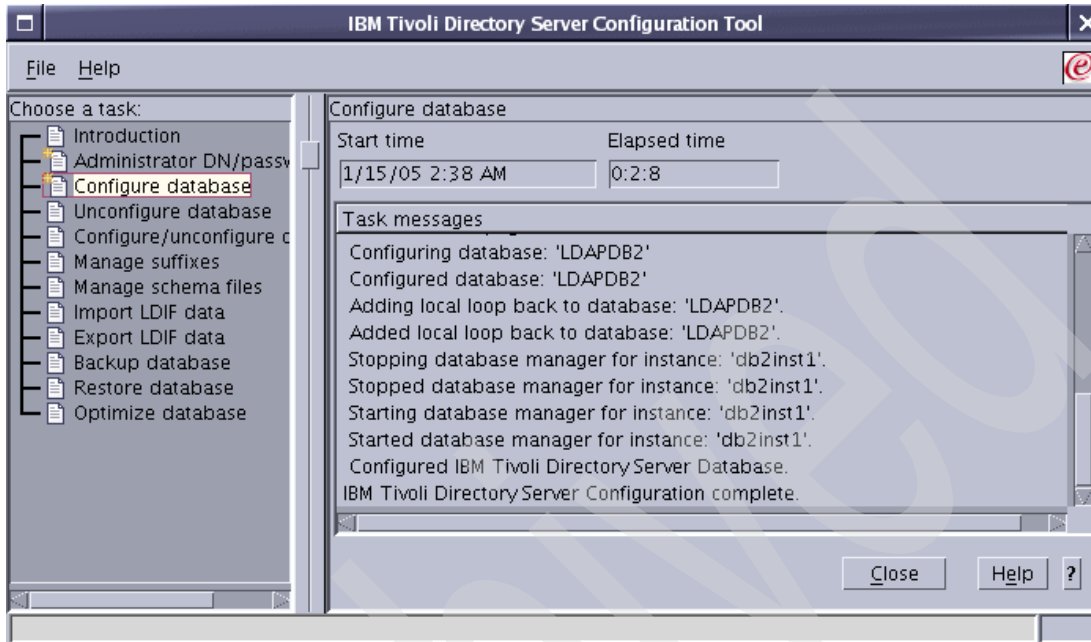 IBM Tivoli Directory Server Configuration Tool
File Help
Choose a task:
Introduction
Administrator DN/passw
Configure database
Unconfigure database
Configure/unconfigure c
Manage suffixes
Manage schema files
Import LDIF data
Export LDIF data
Backup database
Restore database
Optimize database
Configure database
Start time Elapsed time
1/15/05 2:38 AM 0:2:8
Task messages
Configuring database: 'LDAPDB2'
Configured database: 'LDAPDB2'
Adding local loop back to database: 'LDAPDB2'.
Added local loop back to database: 'LDAPDB2'.
Stopping database manager for instance: 'db2inst1'.
Stopped database manager for instance: 'db2inst1'.
Starting database manager for instance: 'db2inst1'.
Started database manager for instance: 'db2inst1'.
Configured IBM Tivoli Directory Server Database.
IBM Tivoli Directory Server Configuration complete.
Close Help ?